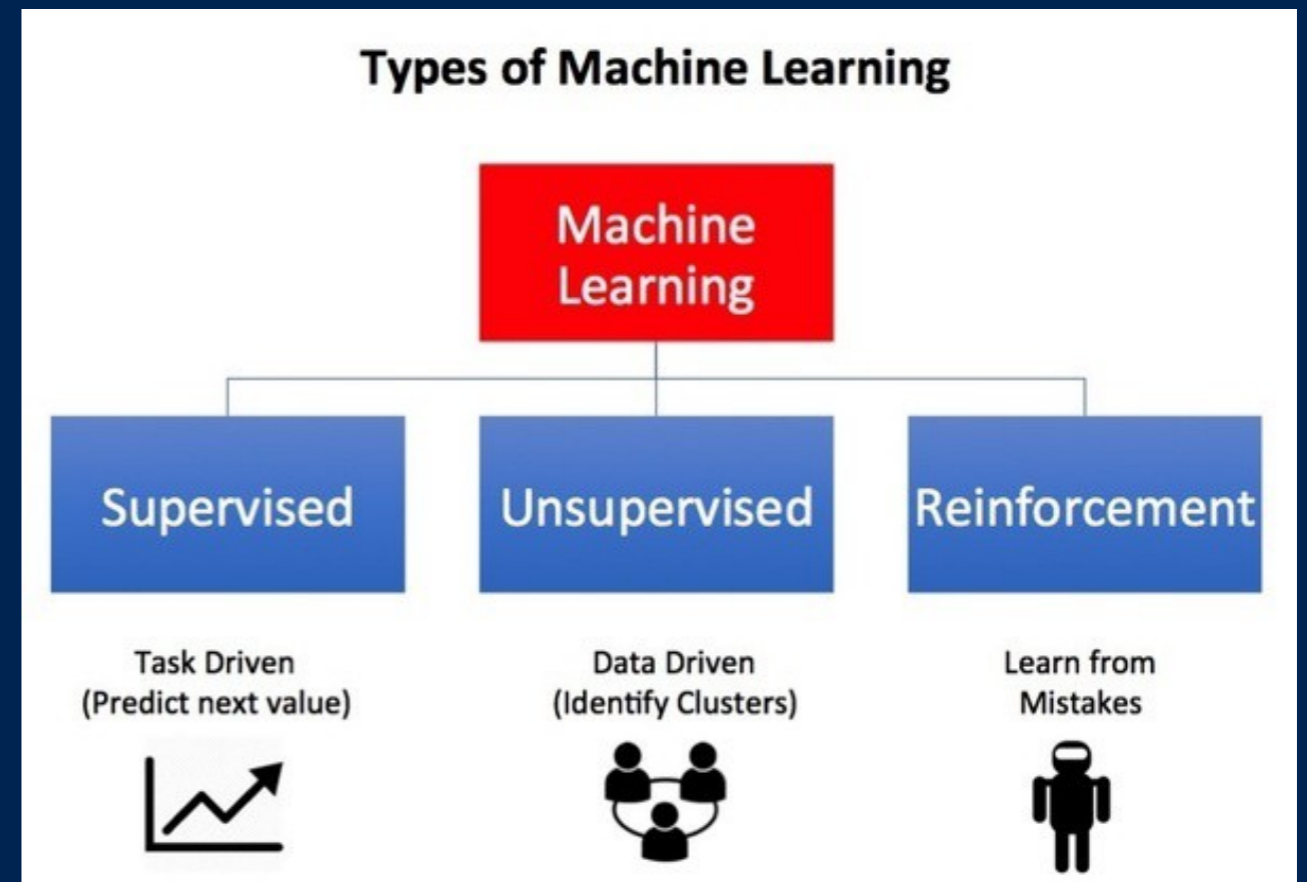 Types of Machine Learning
Machine
Learning
Supervised
Unsupervised
Reinforcement
Task Driven
(Predict next value)
Data Driven
(Identify Clusters)
Learn from
Mistakes